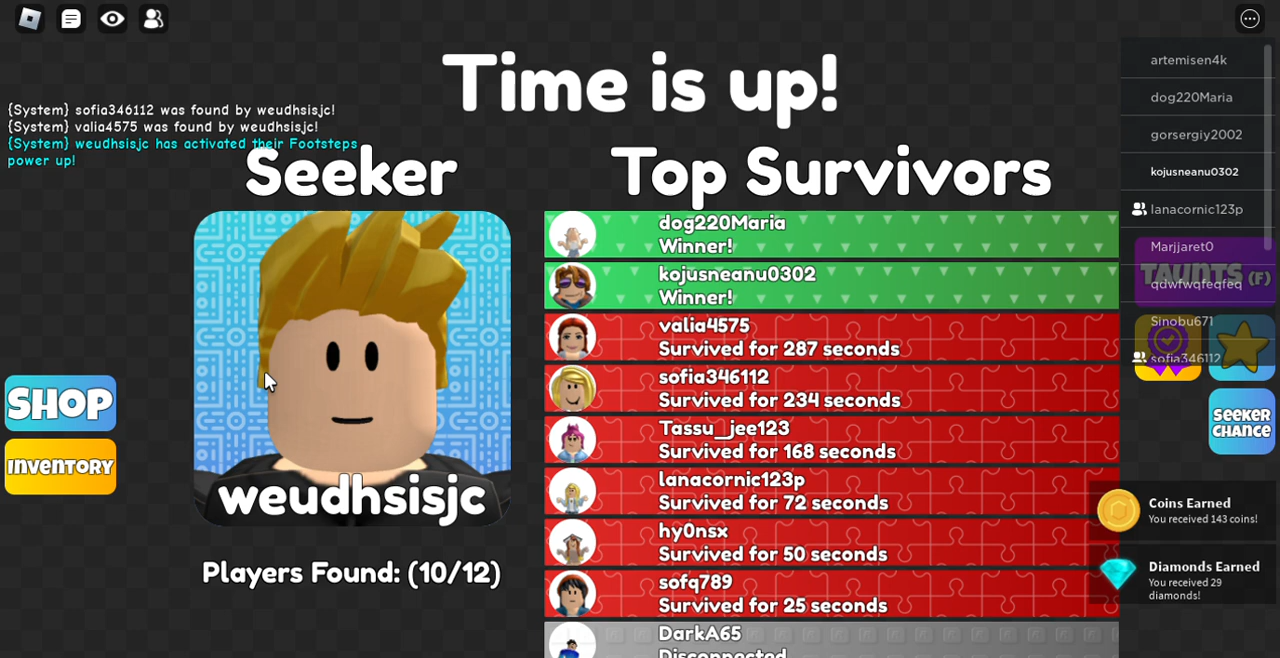 Time is up!
{System} sofia346112 was found by weudhsisjc!
{System} valia4575 was found by weudhsisjc!
{System} weudhsisjc has activated their Footsteps
power up!
Seeker
weudhsisjc
Players Found: (10/12)
Top Survivors
dog220Maria
Winner!
kojusneanu0302
Winner!
valia4575
Survived for 287 seconds
sofia346112
Survived for 234 seconds
Tassu_jee123
Survived for 168 seconds
lanacornic123p
Survived for 72 seconds
hy0nsx
Survived for 50 seconds
sofq789
Survived for 25 seconds
DarkA65
Disconnected
SHOP
INVENTORY
artemisen4k
dog220Maria
gorsergiy2002
kojusneanu0302
lanacornic123p
Marjjaret0
TAUNTS (F)
qdwfwqfeqfeq
Sinobu671
sofia346112
SEEKER
CHANCE
Coins Earned
You received 143 coins!
Diamonds Earned
You received 29
diamonds!